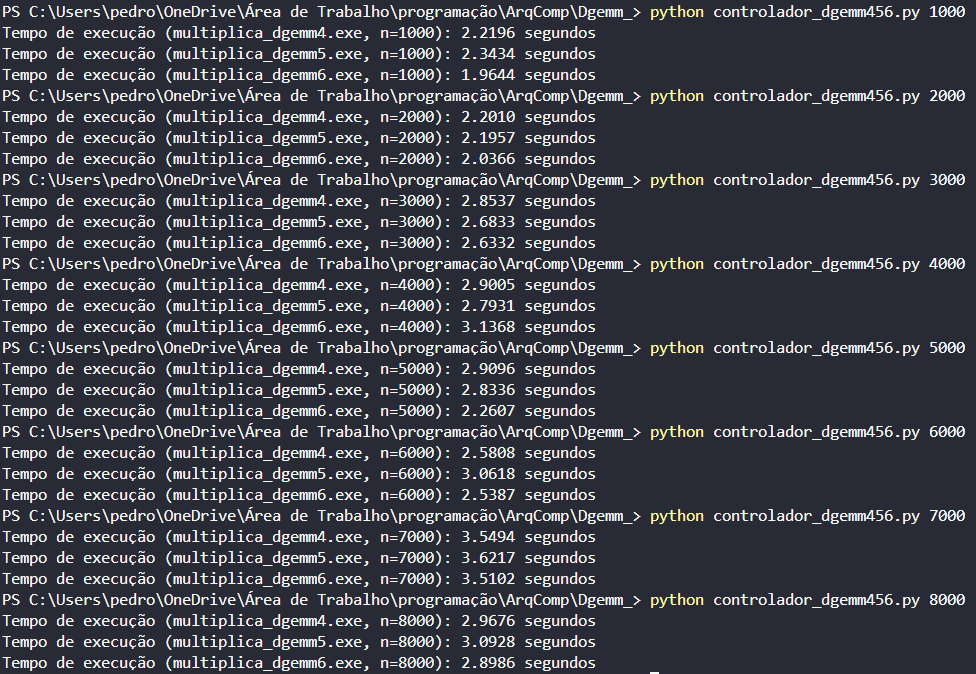 PS C:\Users\pedro\OneDrive\Área de Trabalho\programação\ArqComp\Dgemm_> python controlador_dgemm456.py 1000
Tempo de execução (multiplica_dgemm4.exe, n=1000): 2.2196 segundos
Tempo de execução (multiplica_dgemm5.exe, n=1000): 2.3434 segundos
Tempo de execução (multiplica_dgemm6.exe, n=1000): 1.9644 segundos
PS C:\Users\pedro\OneDrive\Área de Trabalho\programação\ArqComp\Dgemm_> python controlador_dgemm456.py 2000
Tempo de execução (multiplica_dgemm4.exe, n=2000): 2.2010 segundos
Tempo de execução (multiplica_dgemm5.exe, n=2000): 2.1957 segundos
Tempo de execução (multiplica_dgemm6.exe, n=2000): 2.0366 segundos
PS C:\Users\pedro\OneDrive\Área de Trabalho\programação\ArqComp\Dgemm_> python controlador_dgemm456.py 3000
Tempo de execução (multiplica_dgemm4.exe, n=3000): 2.8537 segundos
Tempo de execução (multiplica_dgemm5.exe, n=3000): 2.6833 segundos
Tempo de execução (multiplica_dgemm6.exe, n=3000): 2.6332 segundos
PS C:\Users\pedro\OneDrive\Área de Trabalho\programação\ArqComp\Dgemm_> python controlador_dgemm456.py 4000
Tempo de execução (multiplica_dgemm4.exe, n=4000): 2.9005 segundos
Tempo de execução (multiplica_dgemm5.exe, n=4000): 2.7931 segundos
Tempo de execução (multiplica_dgemm6.exe, n=4000): 3.1368 segundos
PS C:\Users\pedro\OneDrive\Área de Trabalho\programação\ArqComp\Dgemm_> python controlador_dgemm456.py 5000
Tempo de execução (multiplica_dgemm4.exe, n=5000): 2.9096 segundos
Tempo de execução (multiplica_dgemm5.exe, n=5000): 2.8336 segundos
Tempo de execução (multiplica_dgemm6.exe, n=5000): 2.2607 segundos
PS C:\Users\pedro\OneDrive\Área de Trabalho\programação\ArqComp\Dgemm_> python controlador_dgemm456.py 6000
Tempo de execução (multiplica_dgemm4.exe, n=6000): 2.5808 segundos
Tempo de execução (multiplica_dgemm5.exe, n=6000): 3.0618 segundos
Tempo de execução (multiplica_dgemm6.exe, n=6000): 2.5387 segundos
PS C:\Users\pedro\OneDrive\Área de Trabalho\programação\ArqComp\Dgemm_> python controlador_dgemm456.py 7000
Tempo de execução (multiplica_dgemm4.exe, n=7000): 3.5494 segundos
Tempo de execução (multiplica_dgemm5.exe, n=7000): 3.6217 segundos
Tempo de execução (multiplica_dgemm6.exe, n=7000): 3.5102 segundos
PS C:\Users\pedro\OneDrive\Área de Trabalho\programação\ArqComp\Dgemm_> python controlador_dgemm456.py 8000
Tempo de execução (multiplica_dgemm4.exe, n=8000): 2.9676 segundos
Tempo de execução (multiplica_dgemm5.exe, n=8000): 3.0928 segundos
Tempo de execução (multiplica_dgemm6.exe, n=8000): 2.8986 segundos